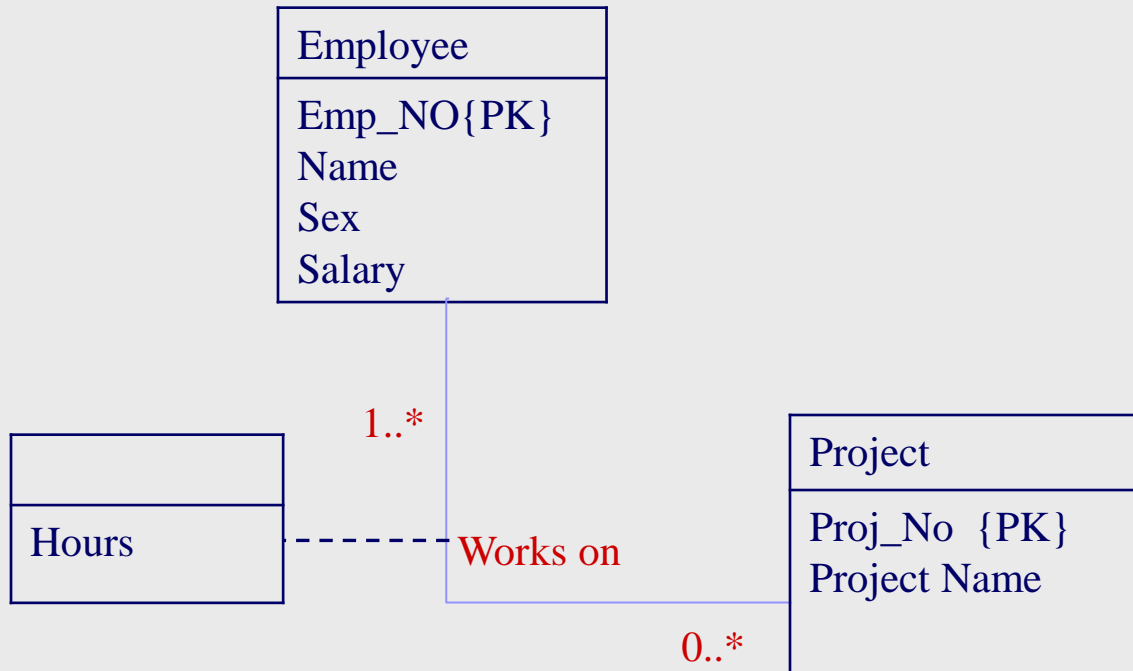 Employee
Emp_NO{PK}
Name
Sex
Salary
1..*
Hours
Works on
Project
Proj_No {PK}
Project Name
0..*